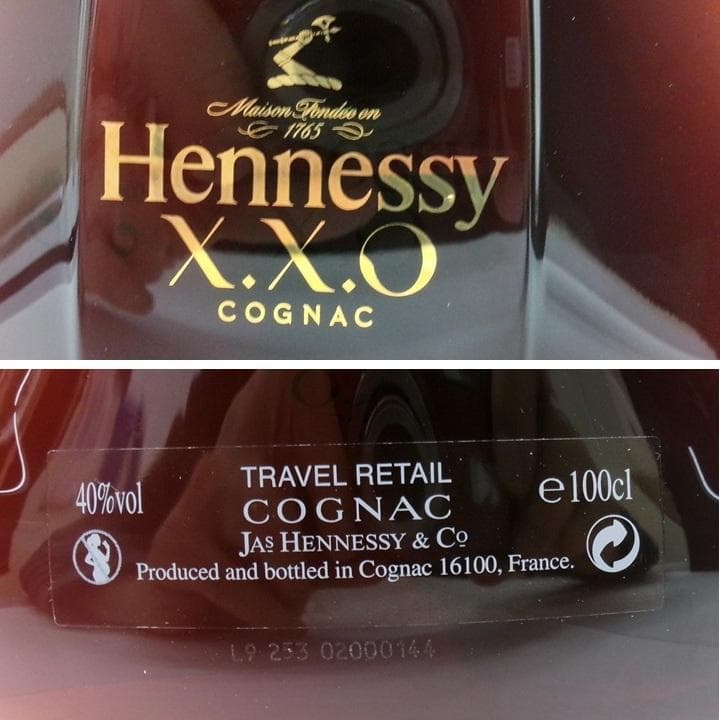 Maison Fondee en
1765
Hennessy
X.X.O
COGNAC
40%vol
TRAVEL RETAIL
COGNAC
JAS HENNESSY & Co
e100cl
Produced and bottled in Cognac 16100, France.
L9 253 02000144